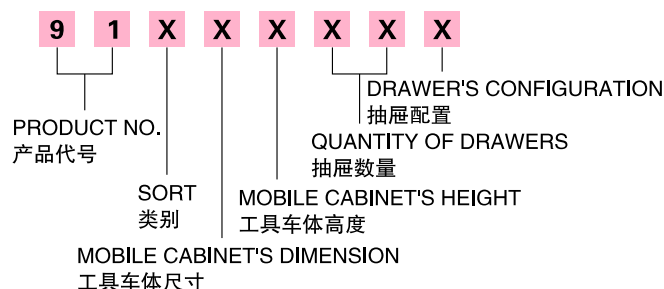 9 1 X X X X X X
DRAWER'S CONFIGURATION
抽屉配置
PRODUCT NO.
产品代号
QUANTITY OF DRAWERS
抽屉数量
SORT
类别
MOBILE CABINET'S HEIGHT
工具车体高度
MOBILE CABINET'S DIMENSION
工具车体尺寸